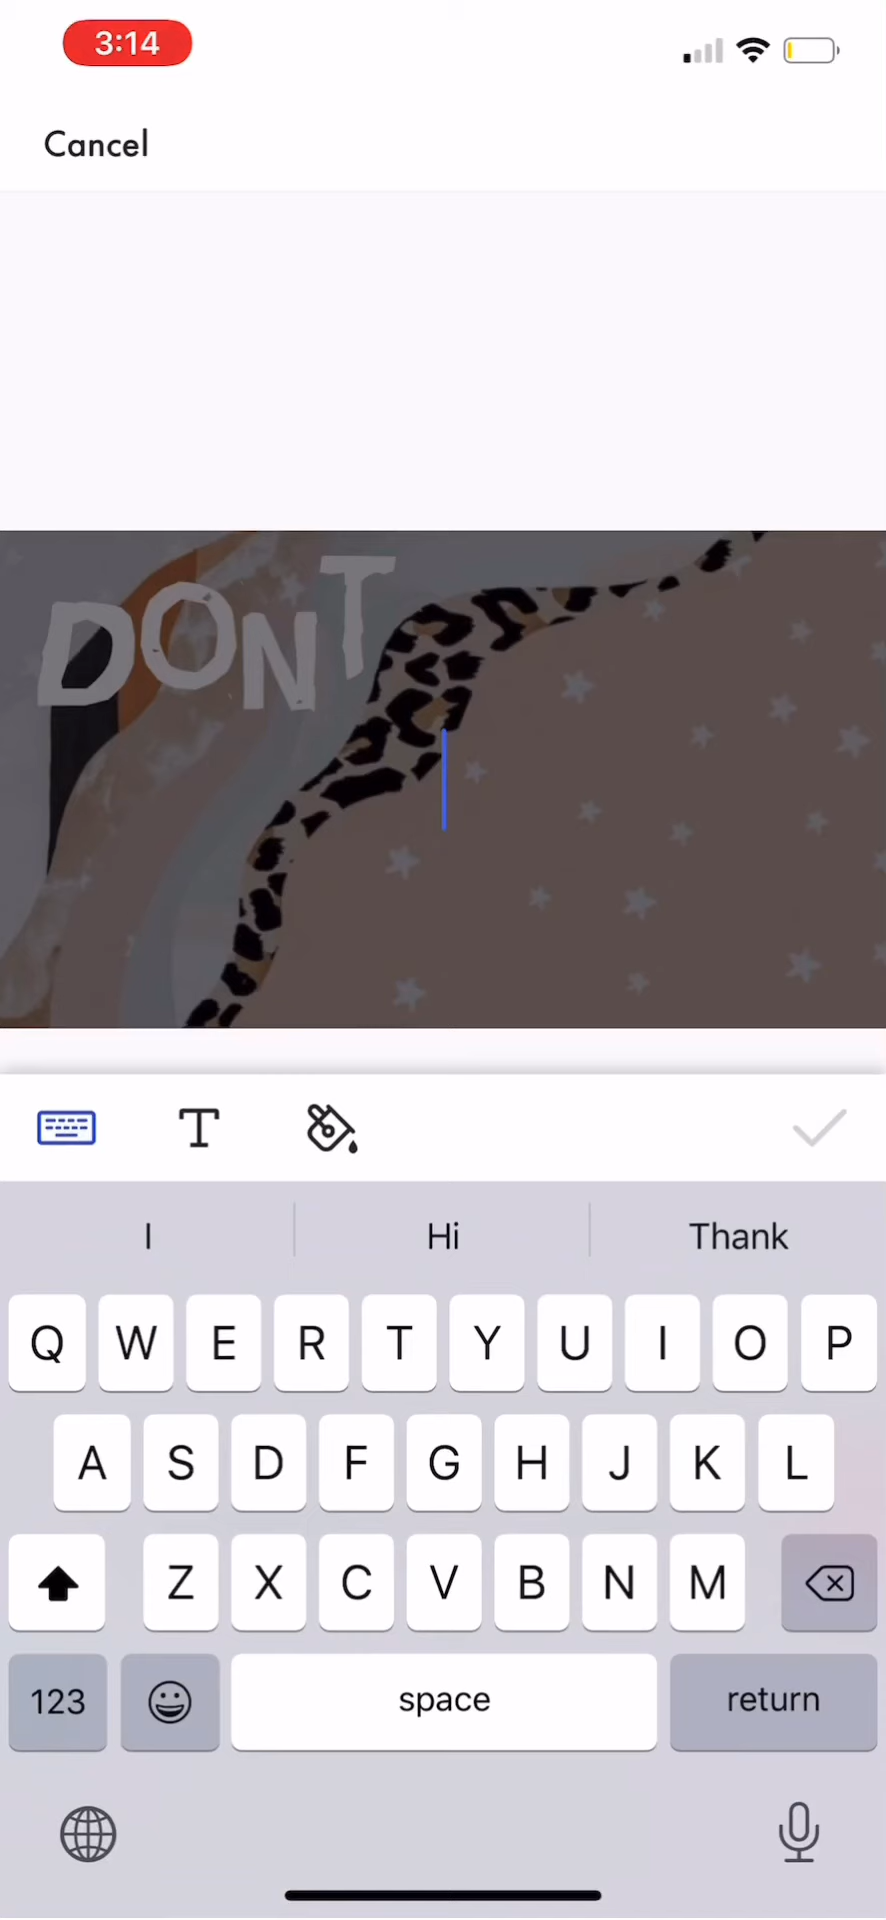 3:14
Cancel
DONT
T
I Hi Thank
Q W E R T Y U I O P
A S D F G H J K L
Z X C V B N M
123 space return